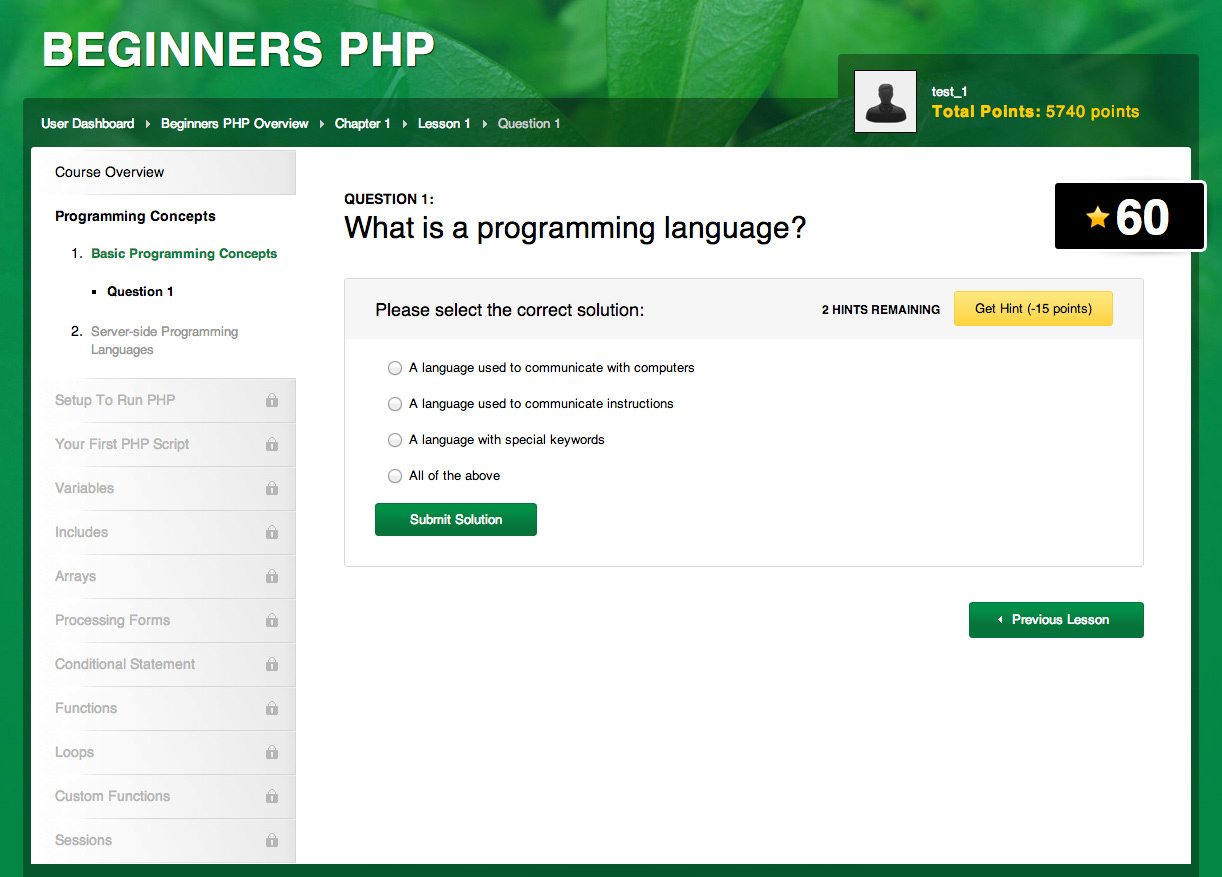 BEGINNERS PHP
test_1
Total Points: 5740 points
User Dashboard Beginners PHP Overview Chapter 1 Lesson 1 Question 1
Course Overview
Programming Concepts
1. Basic Programming Concepts
Question 1
2. Server-side Programming
Languages
Setup To Run PHP
Your First PHP Script
Variables
Includes
Arrays
Processing Forms
Conditional Statement
Functions
Loops
Custom Functions
Sessions
QUESTION 1:
What is a programming language?
60
Please select the correct solution:
2 HINTS REMAINING
Get Hint (-15 points)
A language used to communicate with computers
A language used to communicate instructions
A language with special keywords
All of the above
Submit Solution
Previous Lesson